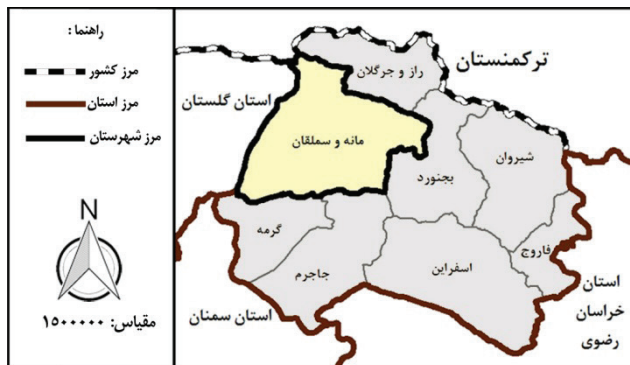 راهنما :
مرز کشور
مرز استان
مرز شهرستان
N
مقیاس: ۱۵۰۰۰۰۰
ترکمنستان
راز و جرگلان
استان گلستان
مانه و سملقان
شیروان
بجنورد
گرمه
فاروج
جاجرم
اسفراین
استان
خراسان
رضوی
استان سمنان